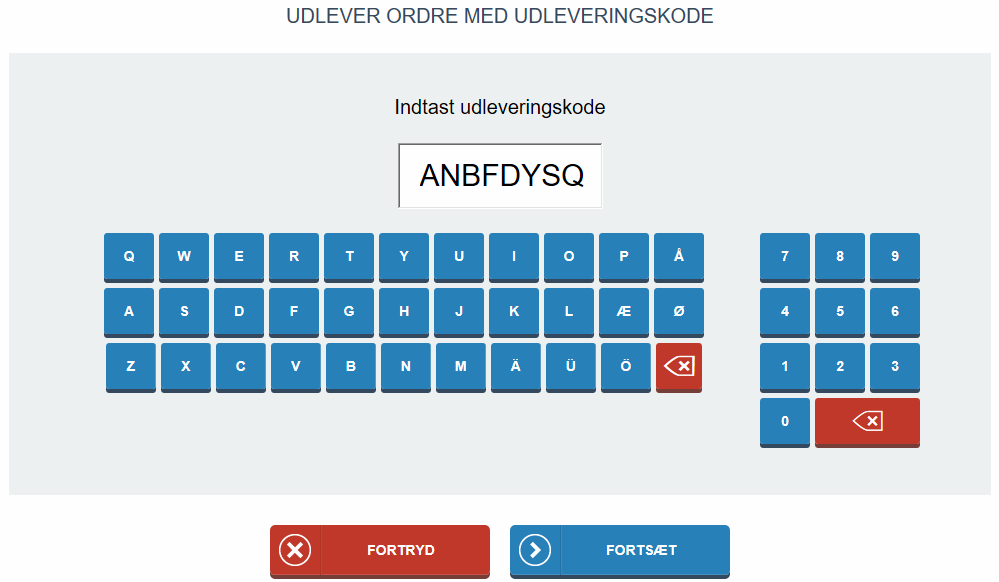 UDLEVER ORDRE MED UDLEVERINGSKODE
Indtast udleveringskode
ANBFDYSQ
Q W E R T Y U I O P Å 7 8 9
A S D F G H J K L Æ Ø 4 5 6
Z X C V B N M Ä Ü Ö 1 2 3
0
FORTRYD FORTSÆT